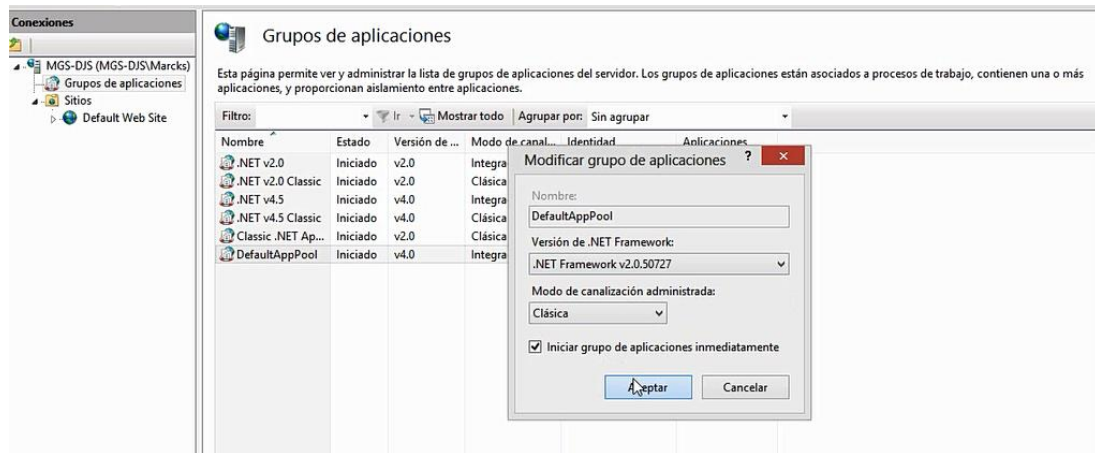 Conexiones
MGS-DJS (MGS-DJS\Marcks)
Grupos de aplicaciones
Sitios
Default Web Site
Grupos de aplicaciones
Esta página permite ver y administrar la lista de grupos de aplicaciones del servidor. Los grupos de aplicaciones están asociados a procesos de trabajo, contienen una o más
aplicaciones, y proporcionan aislamiento entre aplicaciones.
Filtro: Ir Mostrar todo Agrupar por: Sin agrupar
Nombre Estado Versión de ... Modo de canal... Identidad Aplicaciones
.NET v2.0 Iniciado v2.0 Integra
.NET v2.0 Classic Iniciado v2.0 Clásica
.NET v4.5 Iniciado v4.0 Integra
.NET v4.5 Classic Iniciado v4.0 Clásica
Classic .NET Ap... Iniciado v2.0 Clásica
DefaultAppPool Iniciado v4.0 Integra
Modificar grupo de aplicaciones ?
Nombre:
DefaultAppPool
Versión de .NET Framework:
.NET Framework v2.0.50727
Modo de canalización administrada:
Clásica
Iniciar grupo de aplicaciones inmediatamente
Aceptar Cancelar